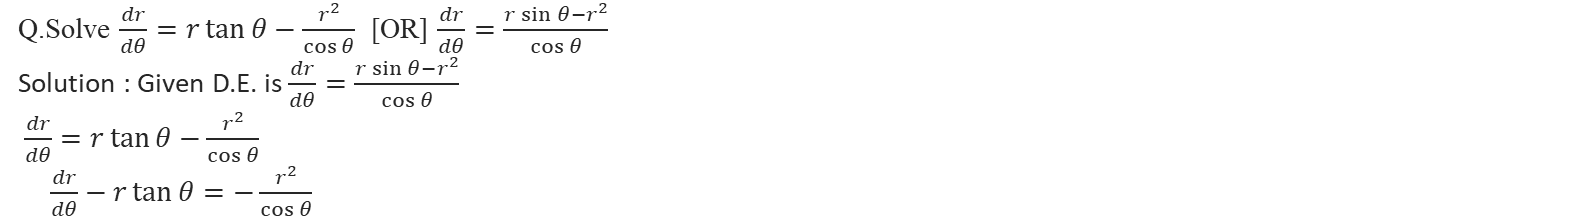 Q.Solve dr/dθ = r tan θ − r²/cos θ [OR] dr/dθ = (r sin θ−r²)/cos θ
Solution : Given D.E. is dr/dθ = (r sin θ−r²)/cos θ
dr/dθ = r tan θ − r²/cos θ
dr/dθ − r tan θ = − r²/cos θ